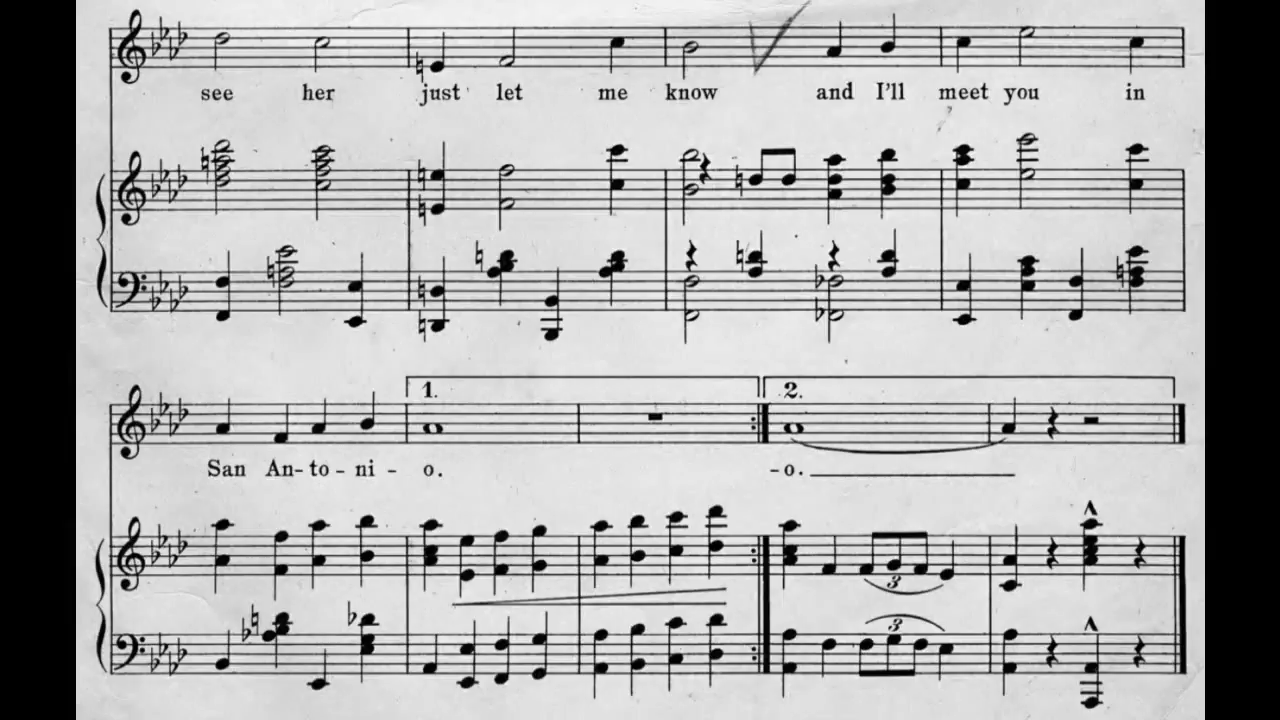 see her just let me know and I'll meet you in
1. 2.
San An-to-ni-o. -o.
3
3